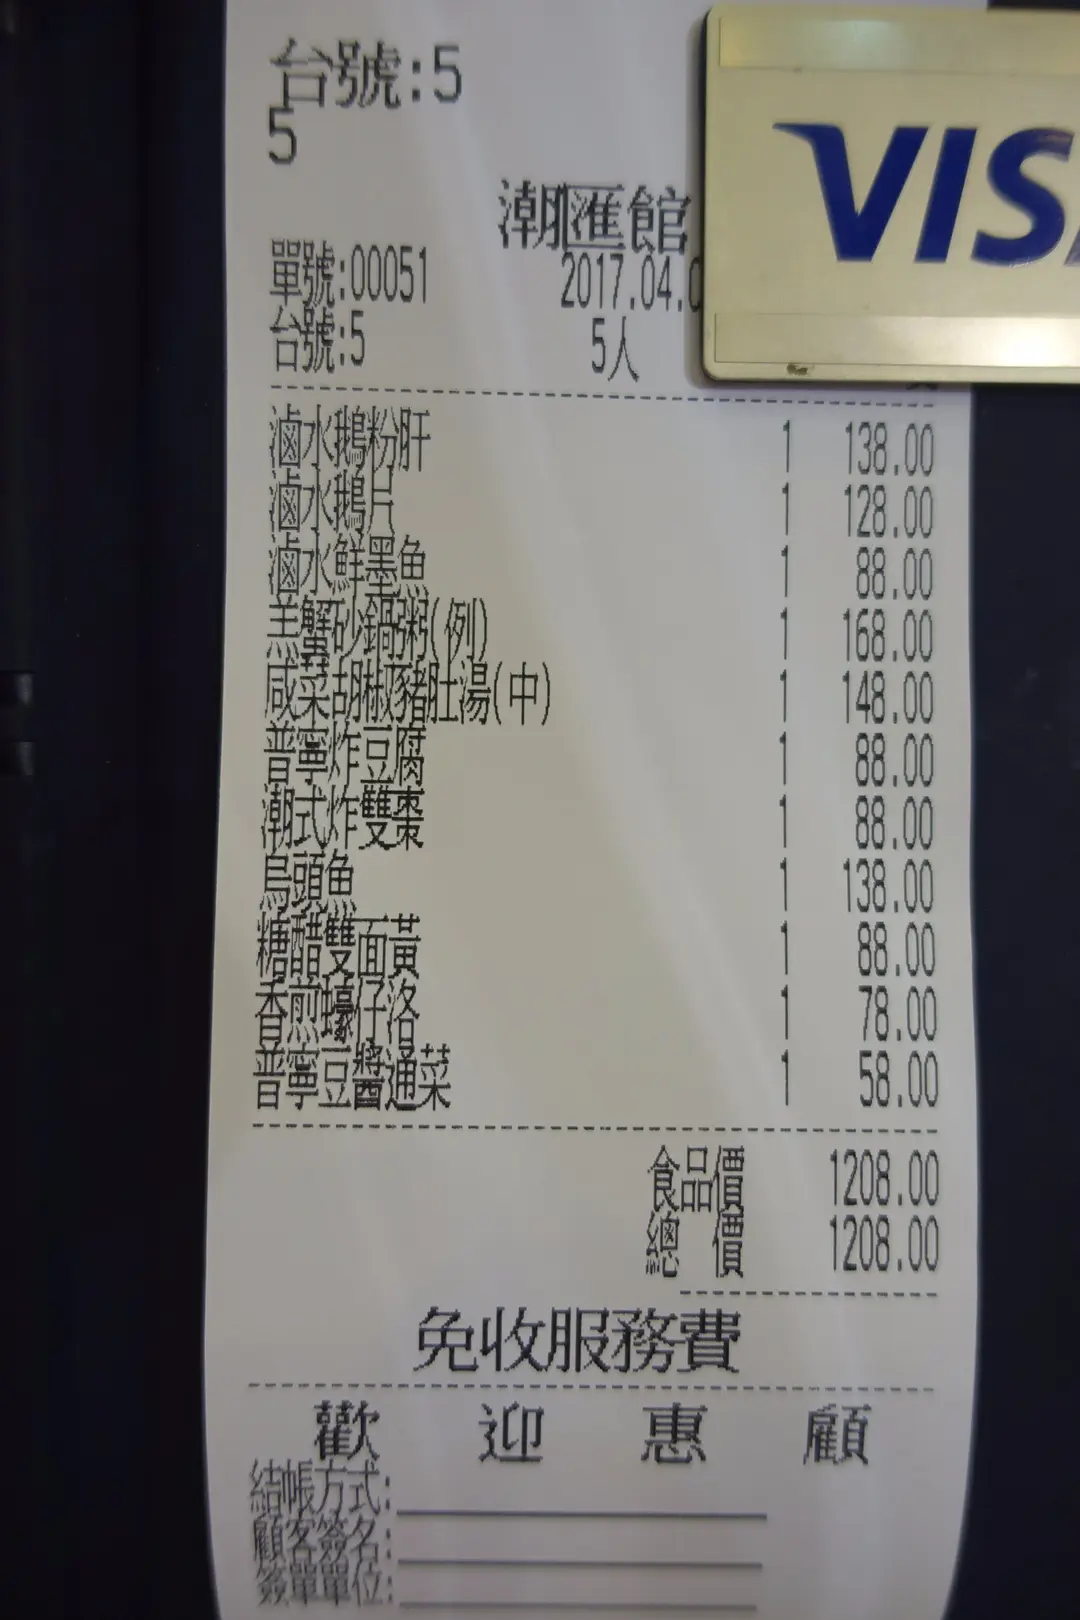 台號:5
5
潮匯館
VIS
單號:00051 2017.04.
台號:5 5人
滷水鵝粉肝 1 138.00
滷水鵝片 1 128.00
滷水鮮墨魚 1 88.00
羔蟹砂鍋粥(例) 1 168.00
咸菜胡椒豬肚湯(中) 1 148.00
普寧炸豆腐 1 88.00
潮式炸雙棗 1 88.00
烏頭魚 1 138.00
糖醋雙面黃 1 88.00
香煎蠔仔洛 1 78.00
普寧豆醬通菜 1 58.00
食品價 1208.00
總 價 1208.00
免收服務費
歡 迎 惠 顧
結帳方式:
顧客簽名:
簽單單位: